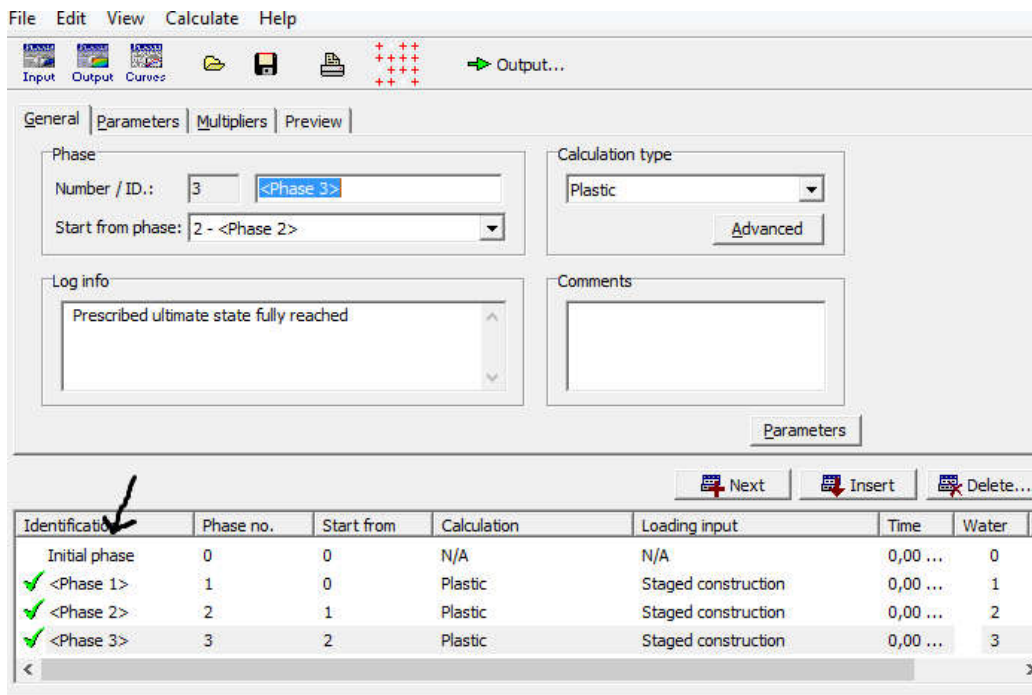 File Edit View Calculate Help
Input Output Curves Output...
General Parameters Multipliers Preview
Phase Calculation type
Number / ID.: 3 <Phase 3> Plastic
Start from phase: 2 - <Phase 2> Advanced
Log info Comments
Prescribed ultimate state fully reached
Parameters
Next Insert Delete...
Identification Phase no. Start from Calculation Loading input Time Water
Initial phase 0 0 N/A N/A 0,00 ... 0
<Phase 1> 1 0 Plastic Staged construction 0,00 ... 1
<Phase 2> 2 1 Plastic Staged construction 0,00 ... 2
<Phase 3> 3 2 Plastic Staged construction 0,00 ... 3